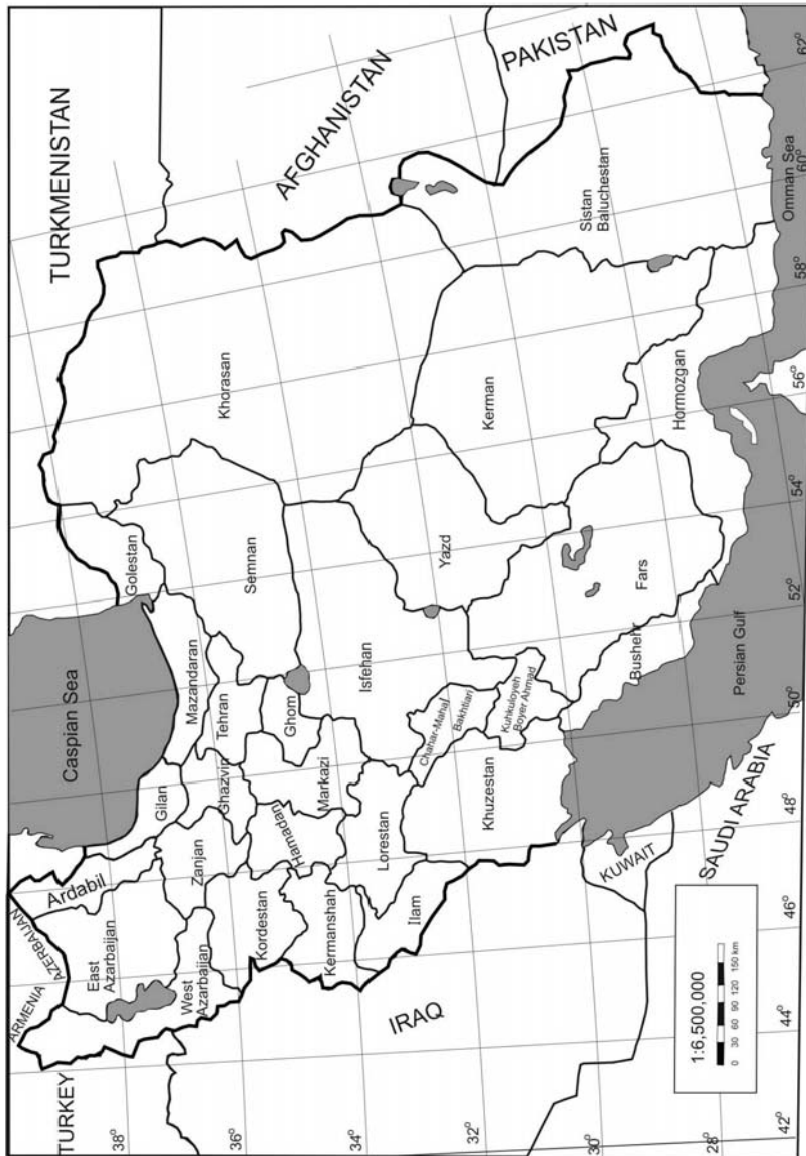 TURKEY
ARMENIA
AZERBAIJAN
Caspian Sea
TURKMENISTAN
AFGHANISTAN
PAKISTAN
IRAQ
KUWAIT
SAUDI ARABIA
Persian Gulf
Omman Sea
East
Azarbaijan
West
Azarbaijan
Ardabil
Gilan
Zanjan
Kordestan
Kermanshah
Ilam
Hamadan
Ghazvin
Mazandaran
Tehran
Ghom
Markazi
Lorestan
Khuzestan
Golestan
Semnan
Khorasan
Isfehan
Chahar-Mahal
Bakhtiari
Kuhkuloyeh
Boyer Ahmad
Yazd
Fars
Bushehr
Kerman
Hormozgan
Sistan
Baluchestan
38°
36°
34°
32°
30°
28°
42°
44°
46°
48°
50°
52°
54°
56°
58°
60°
62°
1:6,500,000
0 30 60 90 120 150 km